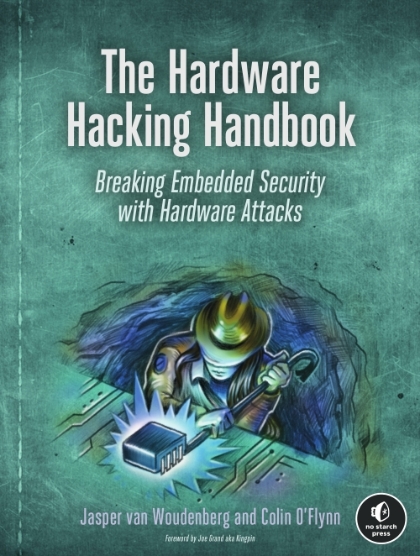 The Hardware
Hacking Handbook
Breaking Embedded Security
with Hardware Attacks
Jasper van Woudenberg and Colin O'Flynn
Foreword by Joe Grand aka Kingpin
no starch
press